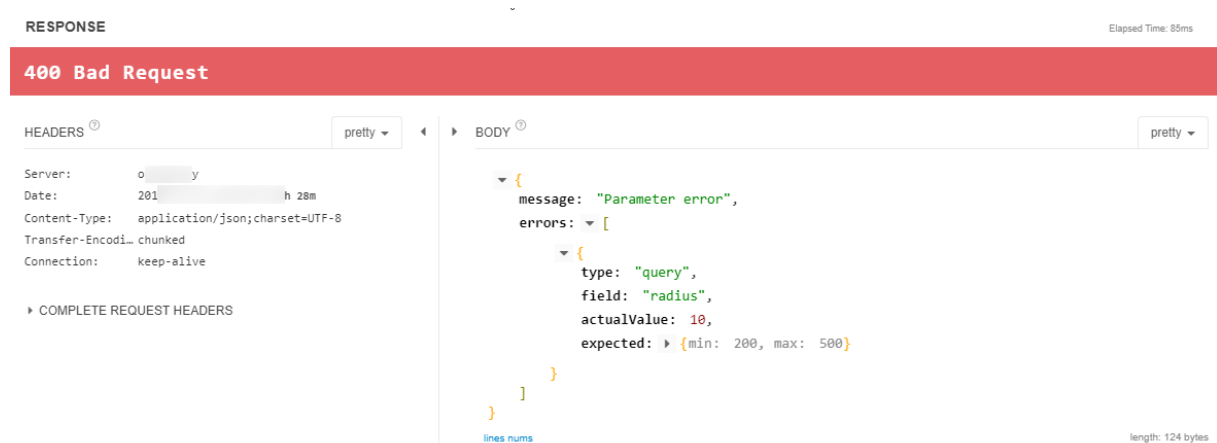 RESPONSE
Elapsed Time: 85ms
400 Bad Request
HEADERS ?
pretty
Server: o y
Date: 201 h 28m
Content-Type: application/json;charset=UTF-8
Transfer-Encodi… chunked
Connection: keep-alive
COMPLETE REQUEST HEADERS
BODY ?
pretty
{
message: "Parameter error",
errors: [
{
type: "query",
field: "radius",
actualValue: 10,
expected: {min: 200, max: 500}
}
]
}
lines nums
length: 124 bytes